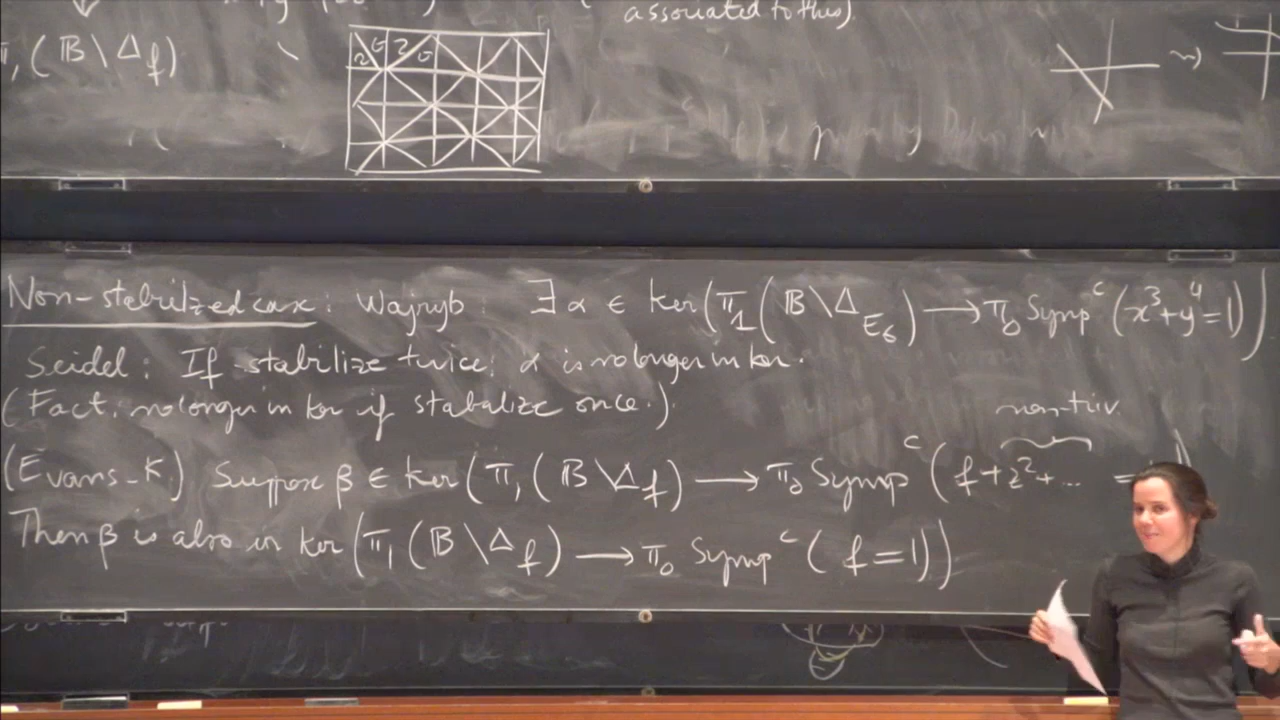 associated to this).
π₁(𝔹\Δ_f)
Non-stabilized case: Wajnryb: ∃ α ∈ ker(π₁(𝔹\Δ_{E₆}) ⟶ π₀ Symp^c(x³+y⁴=1))
Seidel: If stabilize twice: α is no longer in ker.
(Fact: no longer in ker if stabalize once.).
non-triv.
(Evans-K.) Suppose β ∈ ker(π₁(𝔹\Δ_f) ⟶ π₀ Symp^c(f+z²+... =
Then β is also in ker(π₁(𝔹\Δ_f) ⟶ π₀ Symp^c(f=1))